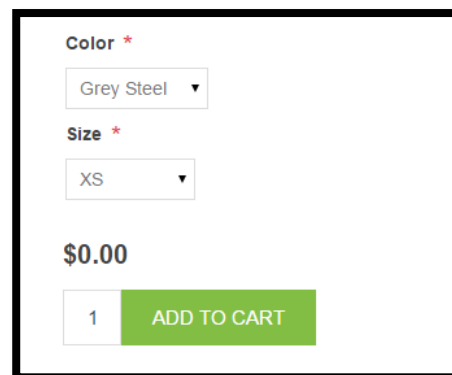 Color *
Grey Steel
Size *
XS
$0.00
1 ADD TO CART